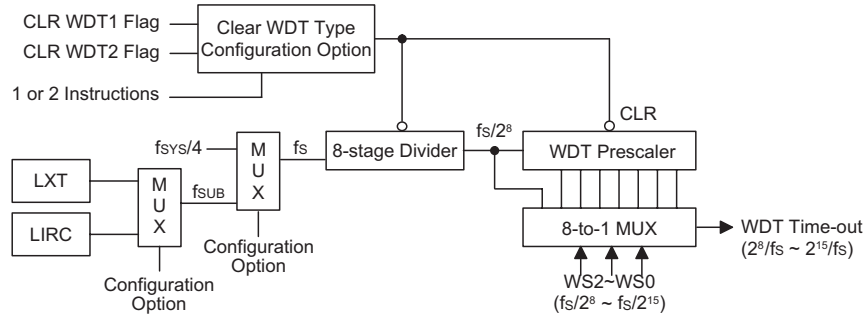 CLR WDT1 Flag
CLR WDT2 Flag
1 or 2 Instructions
Clear WDT Type
Configuration Option
CLR
fSYS/4
fS
8-stage Divider
fS/2⁸
WDT Prescaler
LXT
LIRC
M
U
X
fSUB
M
U
X
Configuration
Option
Configuration
Option
8-to-1 MUX
WDT Time-out
(2⁸/fS ~ 2¹⁵/fS)
WS2~WS0
(fS/2⁸ ~ fS/2¹⁵)